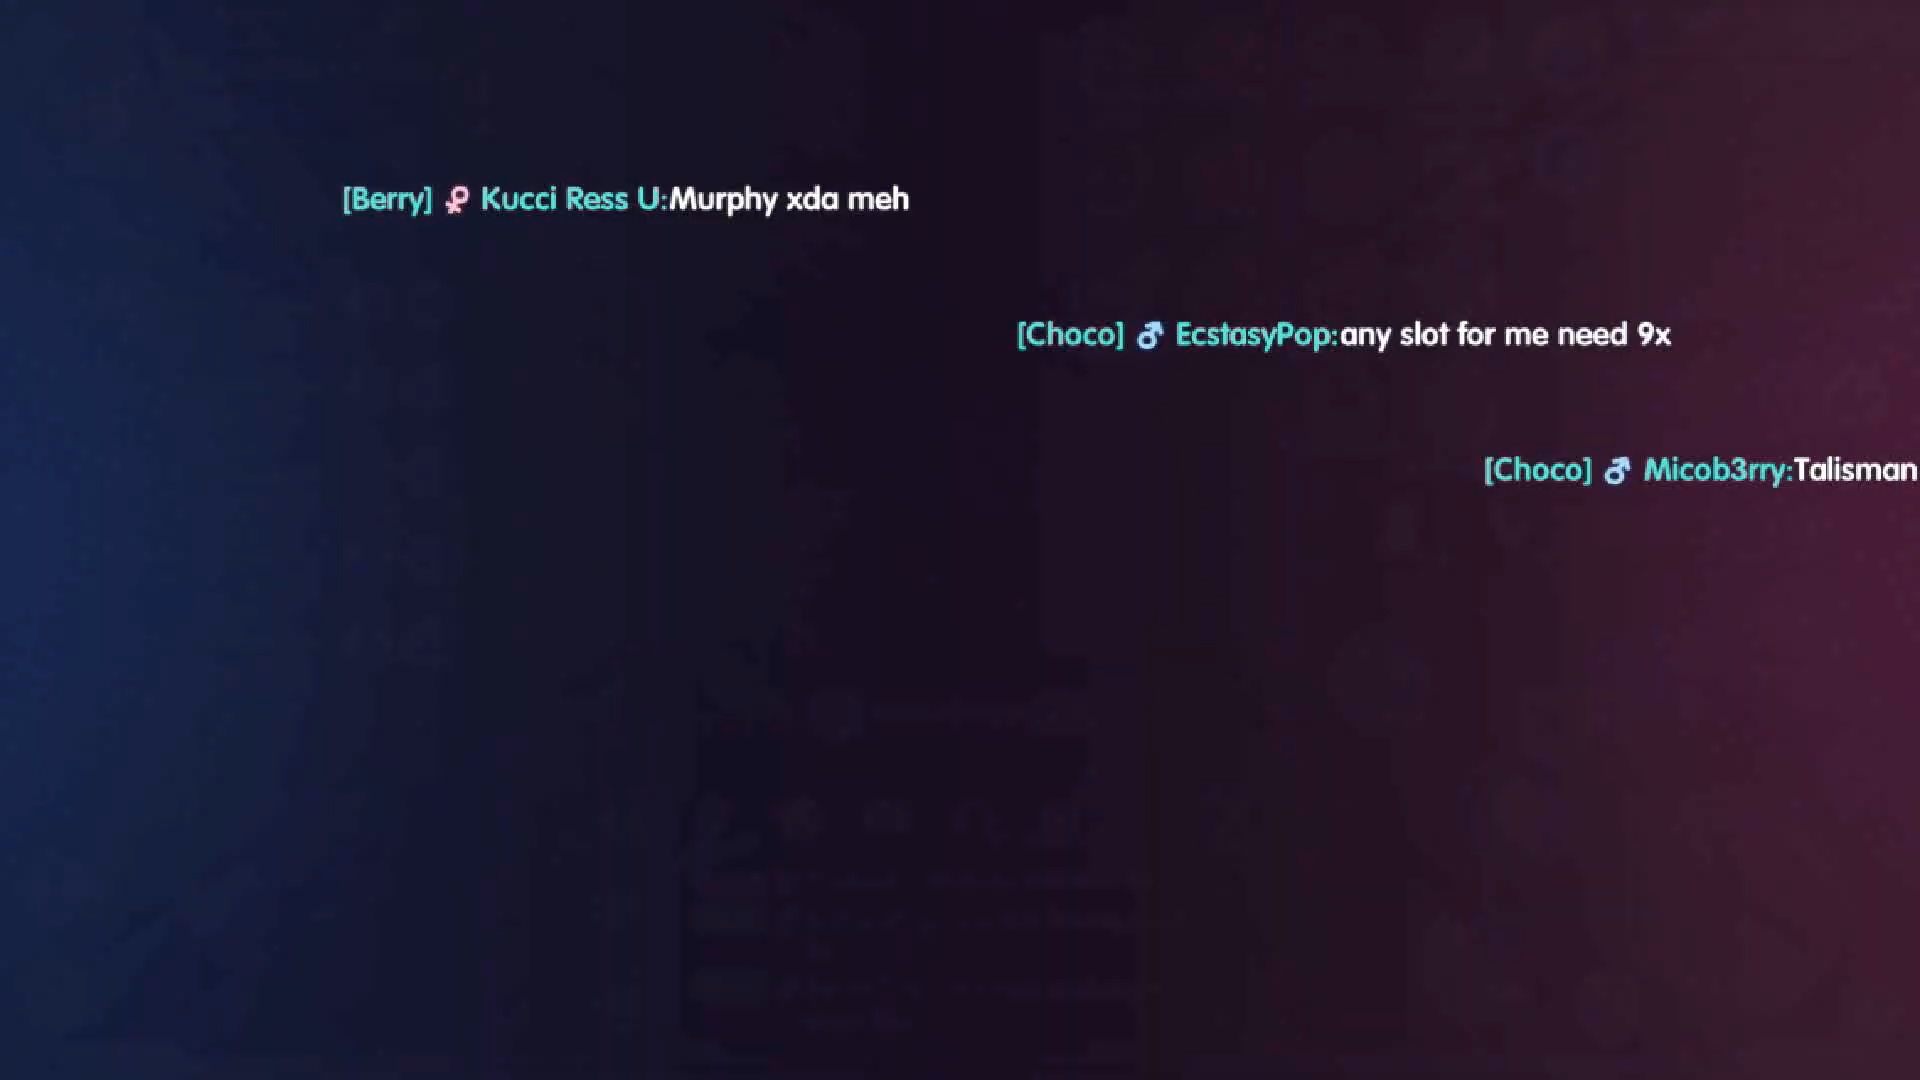 [Berry] ♀ Kucci Ress U:Murphy xda meh
[Choco] ♂ EcstasyPop:any slot for me need 9x
[Choco] ♂ Micob3rry:Talisman